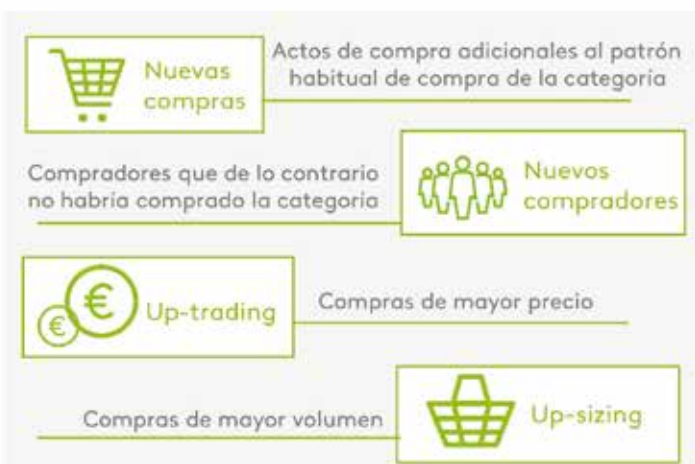 Nuevas
compras
Actos de compra adicionales al patrón
habitual de compra de la categoría
Compradores que de lo contrario
no habría comprado la categoría
Nuevos
compradores
€
€
Up-trading
Compras de mayor precio
Compras de mayor volumen
Up-sizing